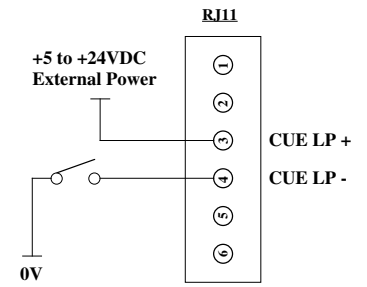 RJ11
+5 to +24VDC
External Power
1
2
3
CUE LP +
4
CUE LP -
5
6
0V